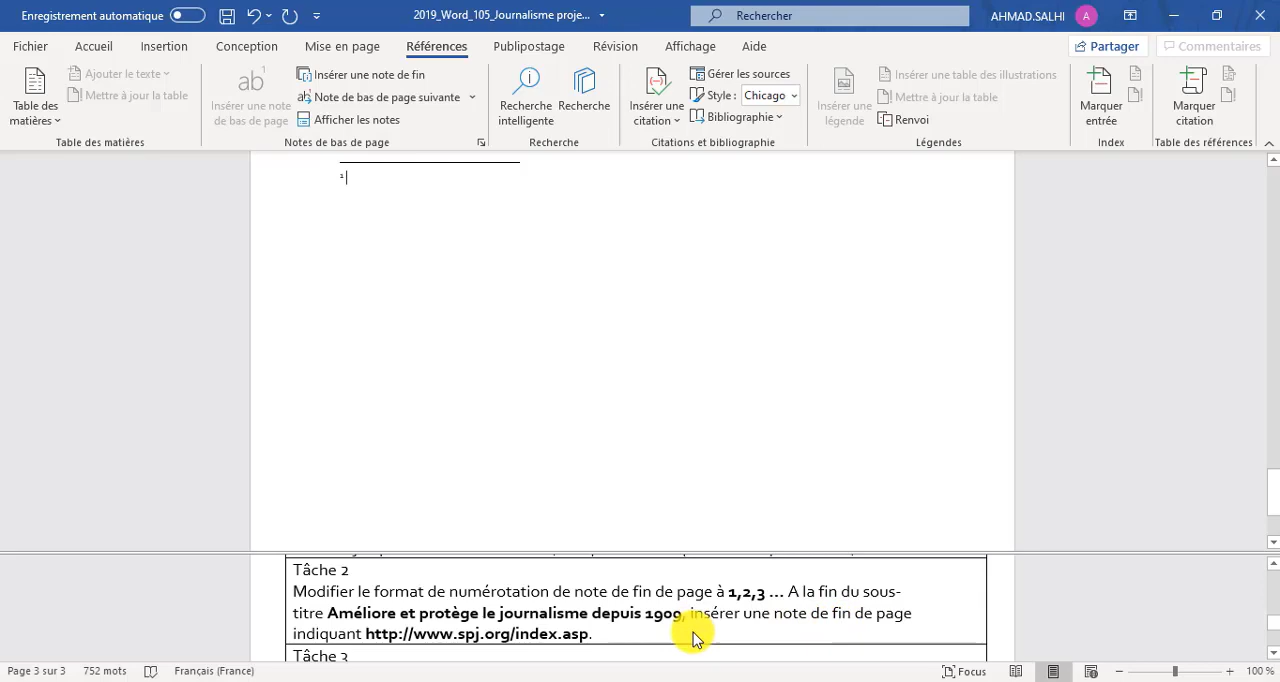 Enregistrement automatique
2019_Word_105_Journalisme proje...
Rechercher
AHMAD.SALHI
A
Fichier
Accueil
Insertion
Conception
Mise en page
Références
Publipostage
Révision
Affichage
Aide
Partager
Commentaires
Table des matières
Ajouter le texte
Mettre à jour la table
Table des matières
ab¹
Insérer une note de bas de page
Insérer une note de fin
Note de bas de page suivante
Afficher les notes
Notes de bas de page
Recherche intelligente
Recherche
Recherche
Insérer une citation
Gérer les sources
Style : Chicago
Bibliographie
Citations et bibliographie
Insérer une légende
Insérer une table des illustrations
Mettre à jour la table
Renvoi
Légendes
Marquer entrée
Index
Marquer citation
Table des références
1
Tâche 2
Modifier le format de numérotation de note de fin de page à 1,2,3 ... A la fin du sous-
titre Améliore et protège le journalisme depuis 1909, insérer une note de fin de page
indiquant http://www.spj.org/index.asp.
Tâche 3
Page 3 sur 3
752 mots
Français (France)
Focus
100 %